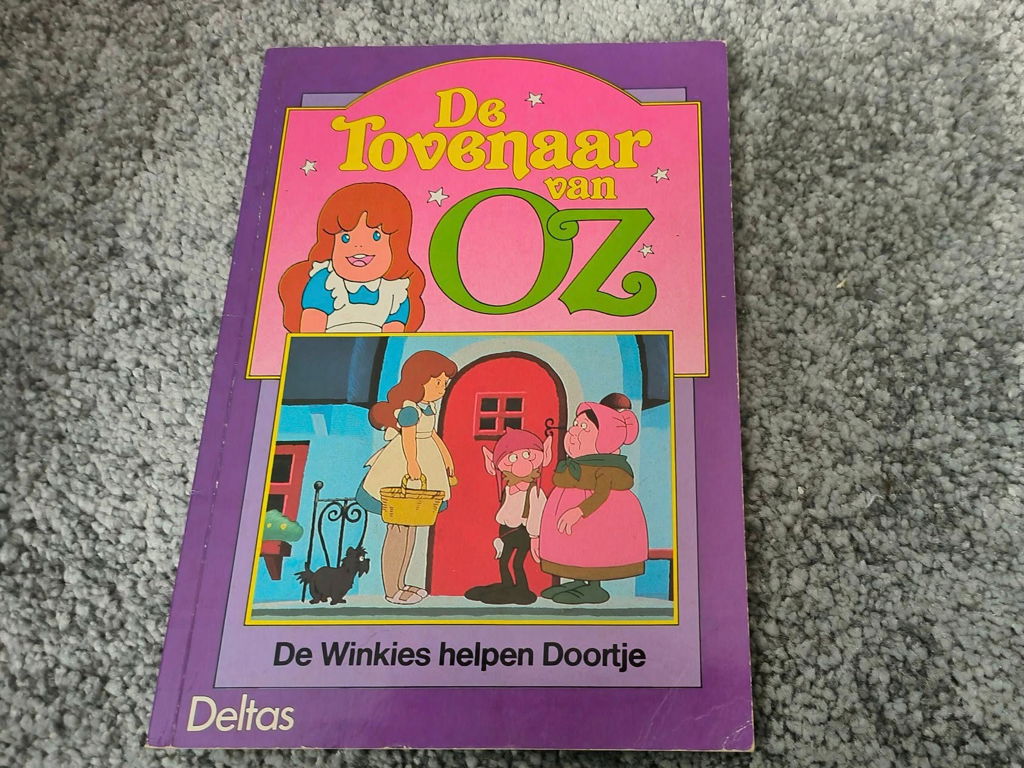 De
Tovenaar
van
Oz
De Winkies helpen Doortje
Deltas